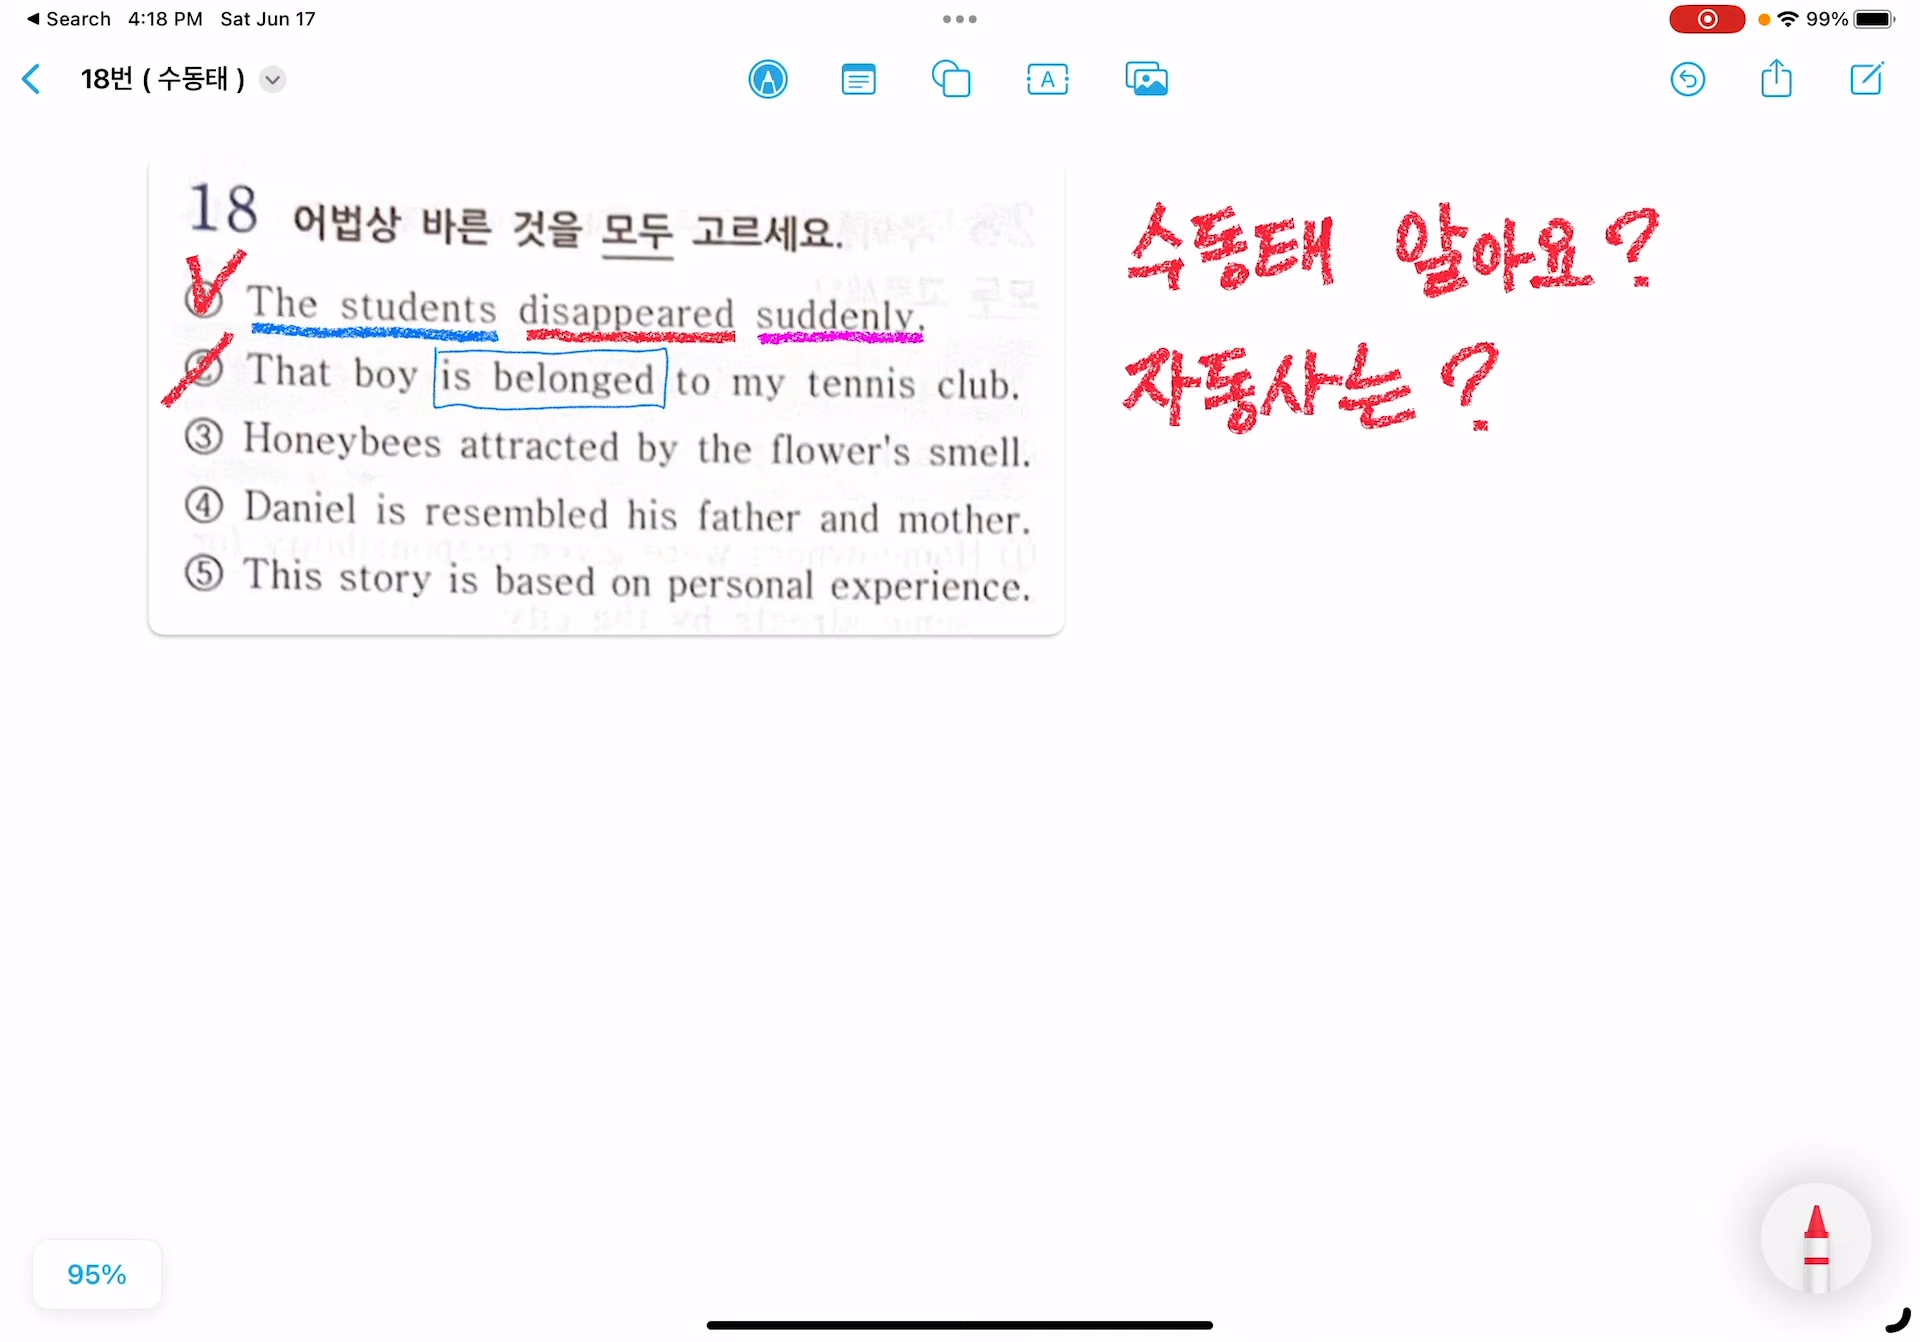 Search 4:18 PM Sat Jun 17
99%
18번 ( 수동태 )
18 어법상 바른 것을 모두 고르세요.
① The students disappeared suddenly.
② That boy is belonged to my tennis club.
③ Honeybees attracted by the flower's smell.
④ Daniel is resembled his father and mother.
⑤ This story is based on personal experience.
수동태 알아요?
자동사는?
95%